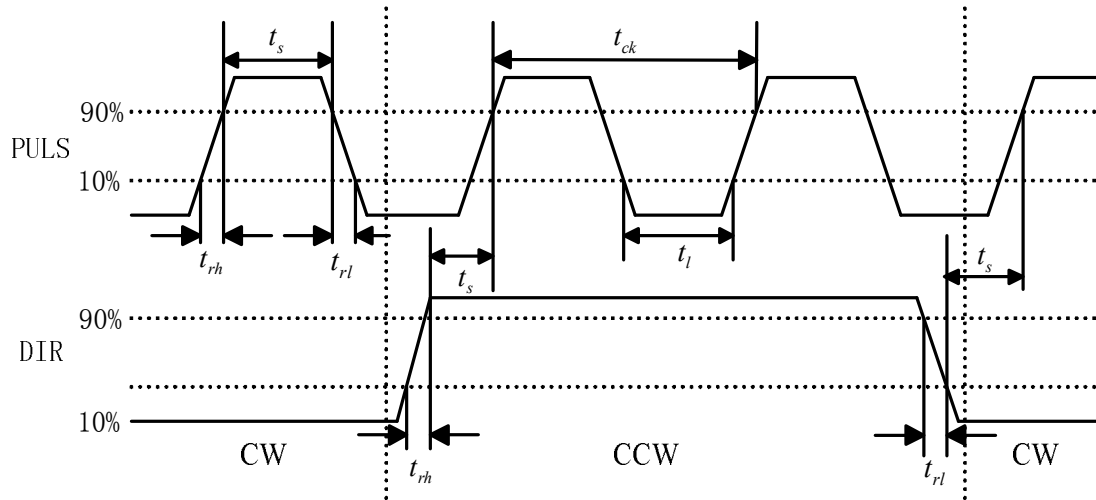 t_s
t_ck
90%
PULS
10%
t_rh
t_rl
t_s
t_l
t_s
90%
DIR
10%
CW
t_rh
CCW
t_rl
CW